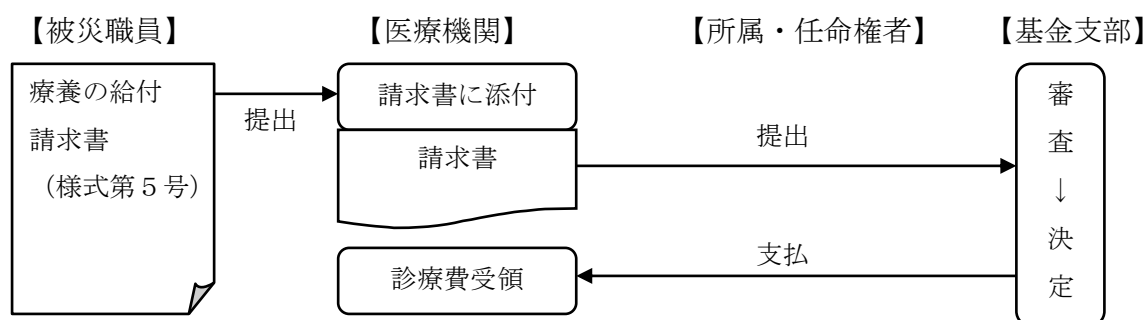 【被災職員】 【医療機関】 【所属・任命権者】 【基金支部】
療養の給付
請求書
（様式第５号）
提出
請求書に添付
請求書
提出
診療費受領
支払
審
査
↓
決
定